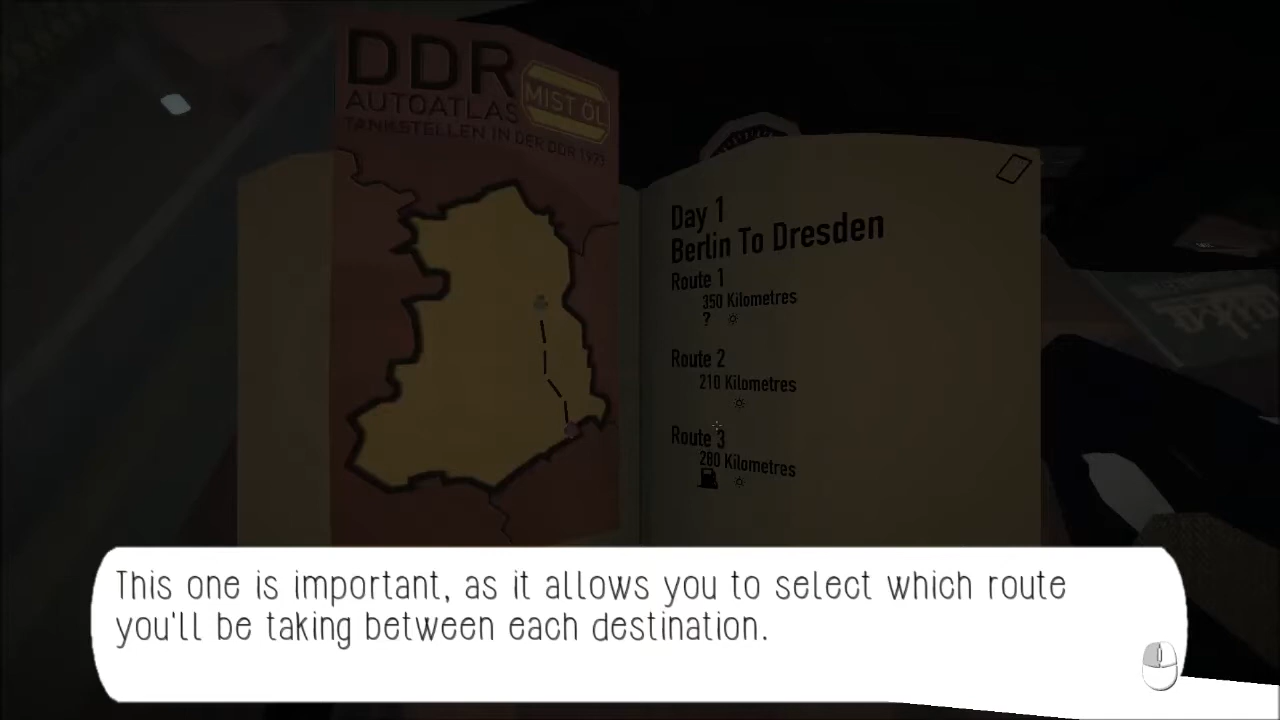 DDR
AUTOATLAS
MIST ÖL
TANKSTELLEN IN DER DDR
Day 1
Berlin To Dresden
Route 1
350 Kilometres
?
Route 2
210 Kilometres
Route 3
280 Kilometres
This one is important, as it allows you to select which route
you'll be taking between each destination.